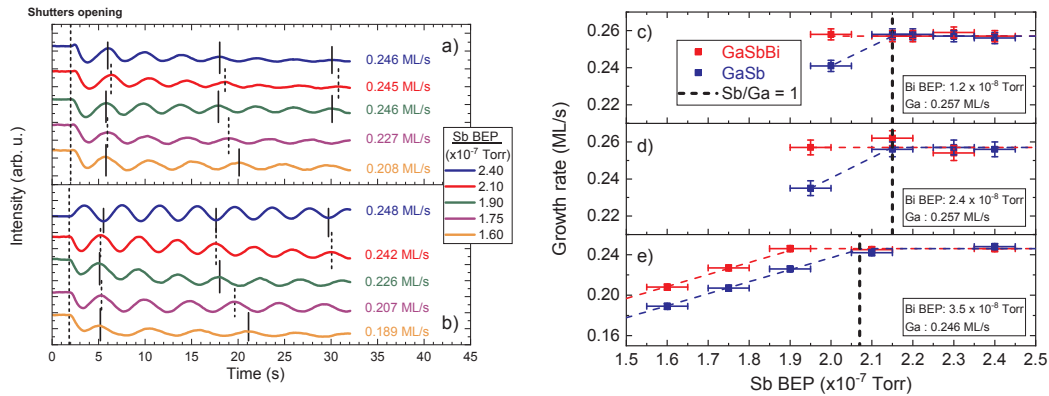 Shutters opening
Intensity (arb. u.)
a)
0.246 ML/s
0.245 ML/s
0.246 ML/s
0.227 ML/s
0.208 ML/s
Sb BEP
(x10⁻⁷ Torr)
2.40
2.10
1.90
1.75
1.60
0.248 ML/s
0.242 ML/s
0.226 ML/s
0.207 ML/s
0.189 ML/s
b)
0 5 10 15 20 25 30 35 40 45
Time (s)
Growth rate (ML/s)
c)
0.26
0.24
GaSbBi
GaSb
Sb/Ga = 1
Bi BEP: 1.2 x 10⁻⁸ Torr
Ga : 0.257 ML/s
d)
0.26
0.24
0.22
Bi BEP: 2.4 x 10⁻⁸ Torr
Ga : 0.257 ML/s
e)
0.24
0.20
0.16
Bi BEP: 3.5 x 10⁻⁸ Torr
Ga : 0.246 ML/s
1.5 1.6 1.7 1.8 1.9 2.0 2.1 2.2 2.3 2.4 2.5
Sb BEP (x10⁻⁷ Torr)